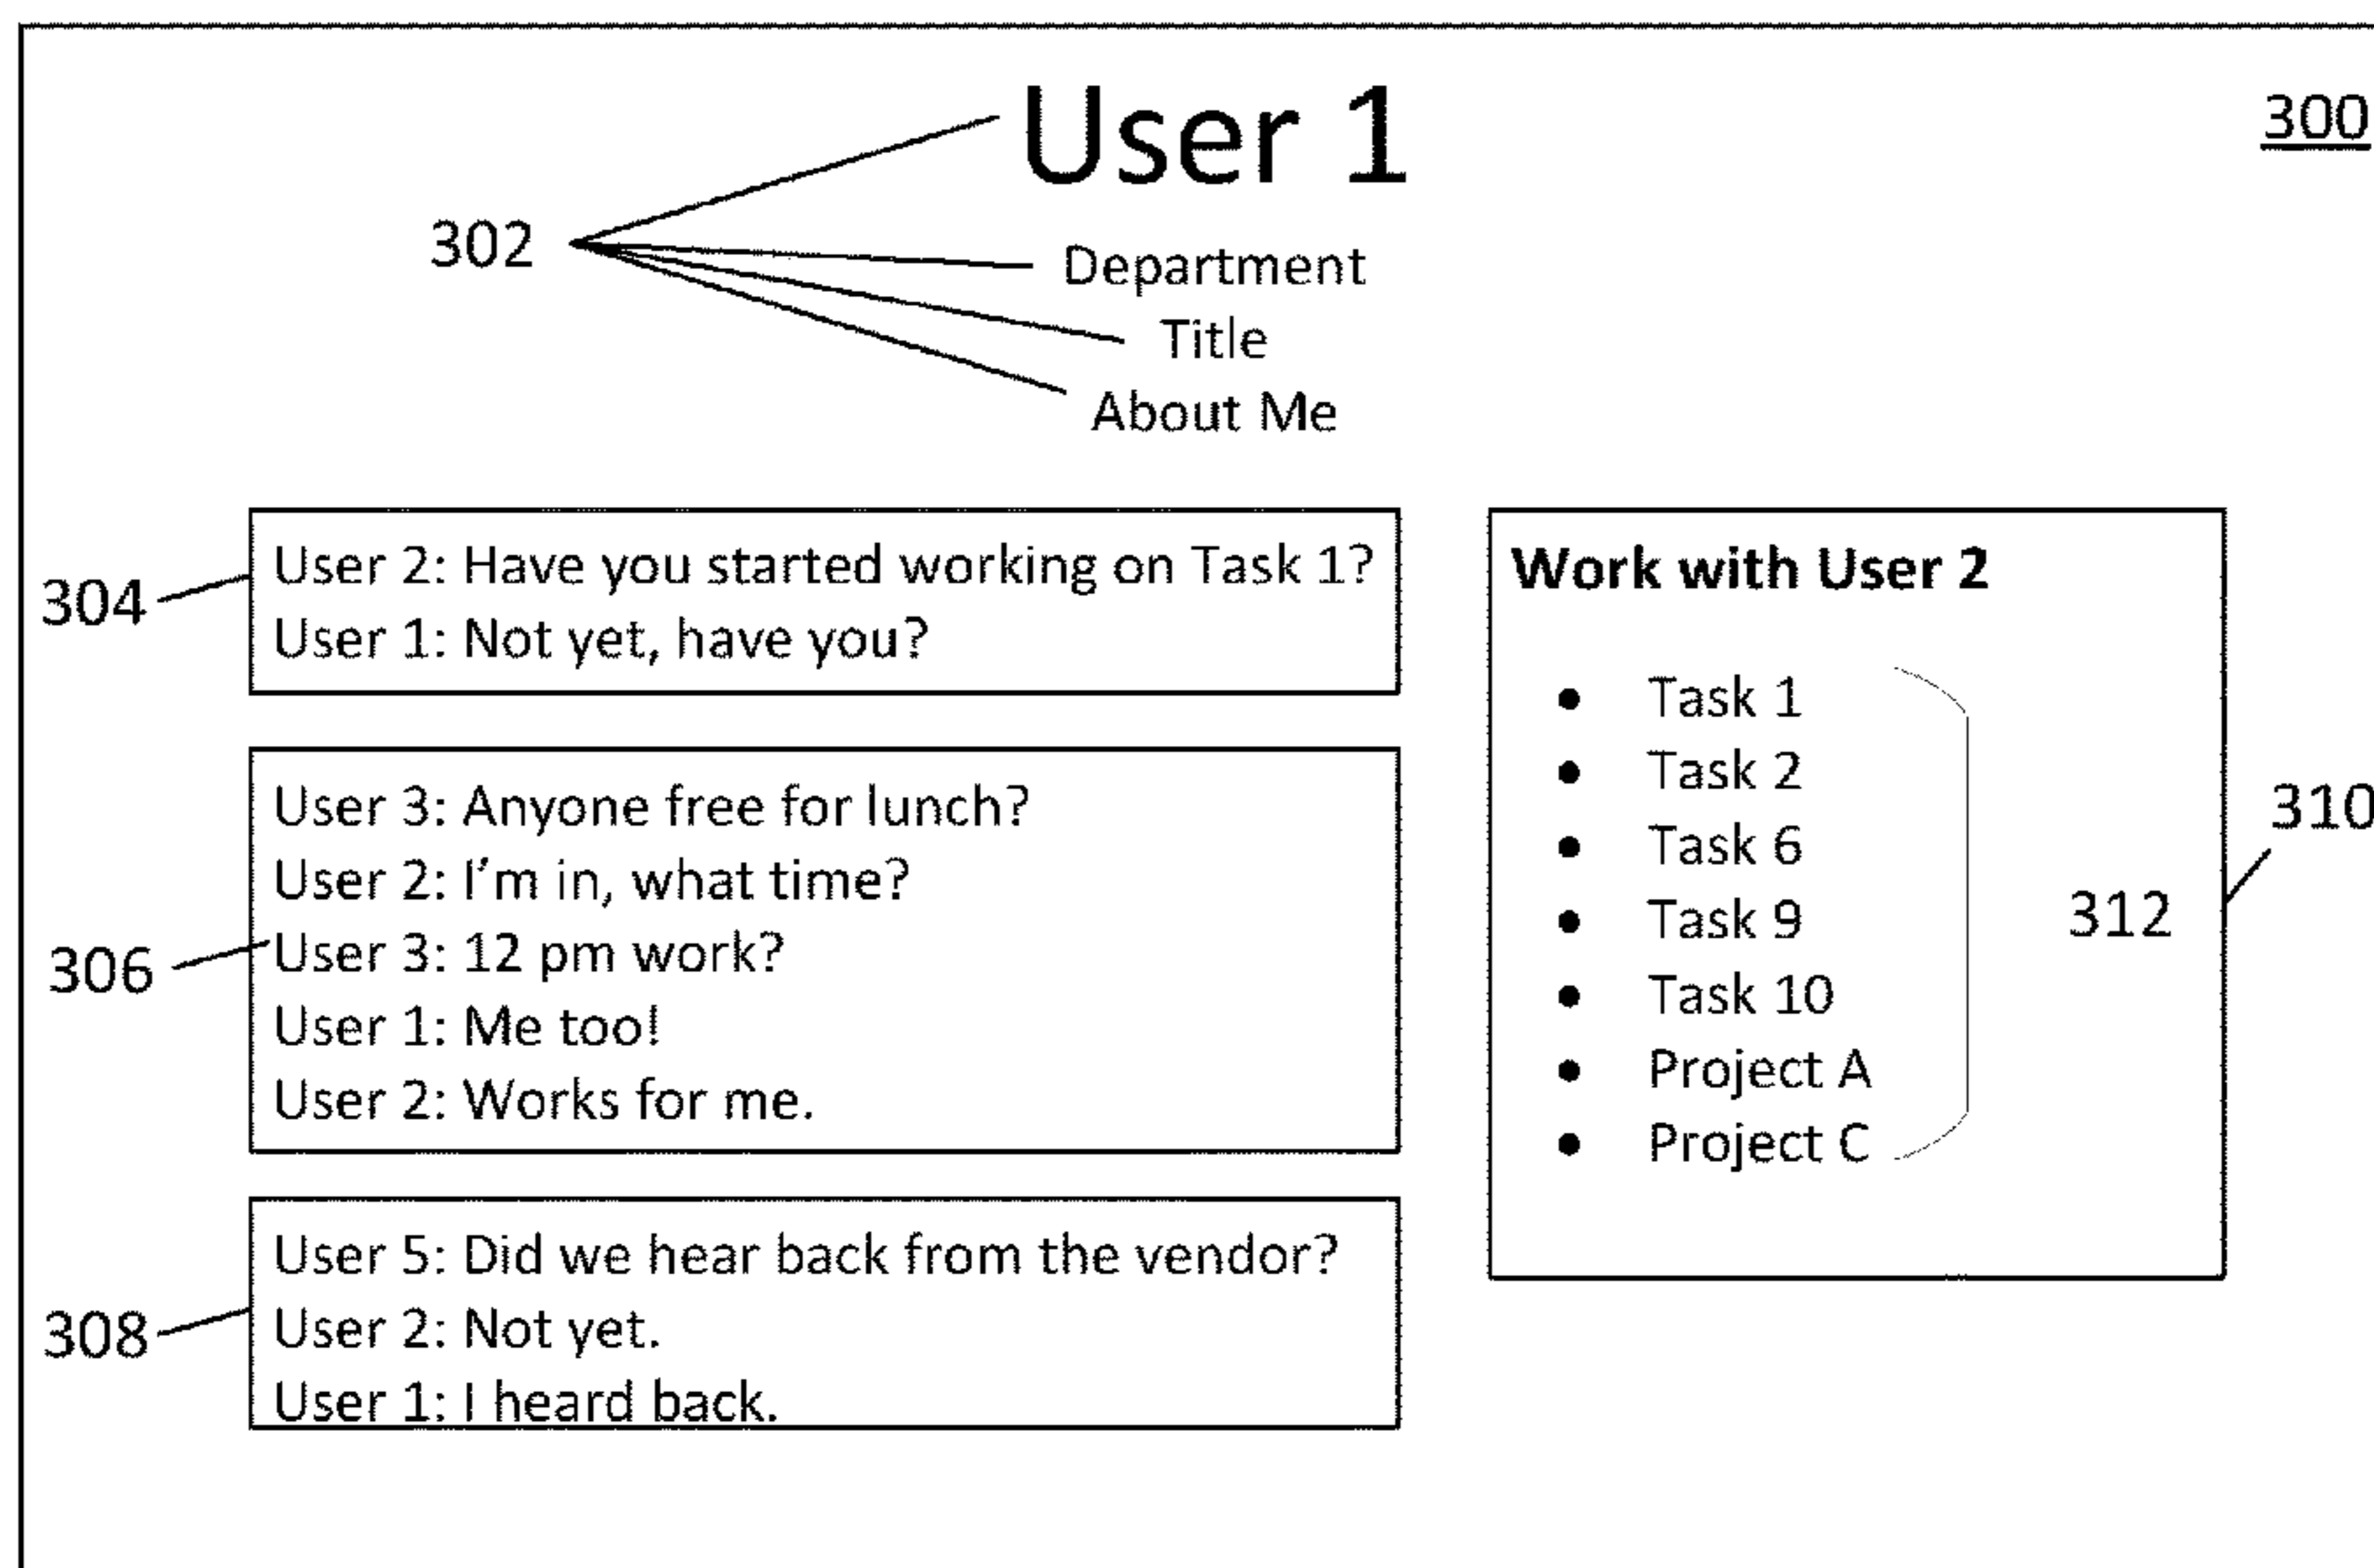 User 1
300
302
Department
Title
About Me
304
User 2: Have you started working on Task 1?
User 1: Not yet, have you?
306
User 3: Anyone free for lunch?
User 2: I'm in, what time?
User 3: 12 pm work?
User 1: Me too!
User 2: Works for me.
308
User 5: Did we hear back from the vendor?
User 2: Not yet.
User 1: I heard back.
Work with User 2
• Task 1
• Task 2
• Task 6
• Task 9
• Task 10
• Project A
• Project C
312
310